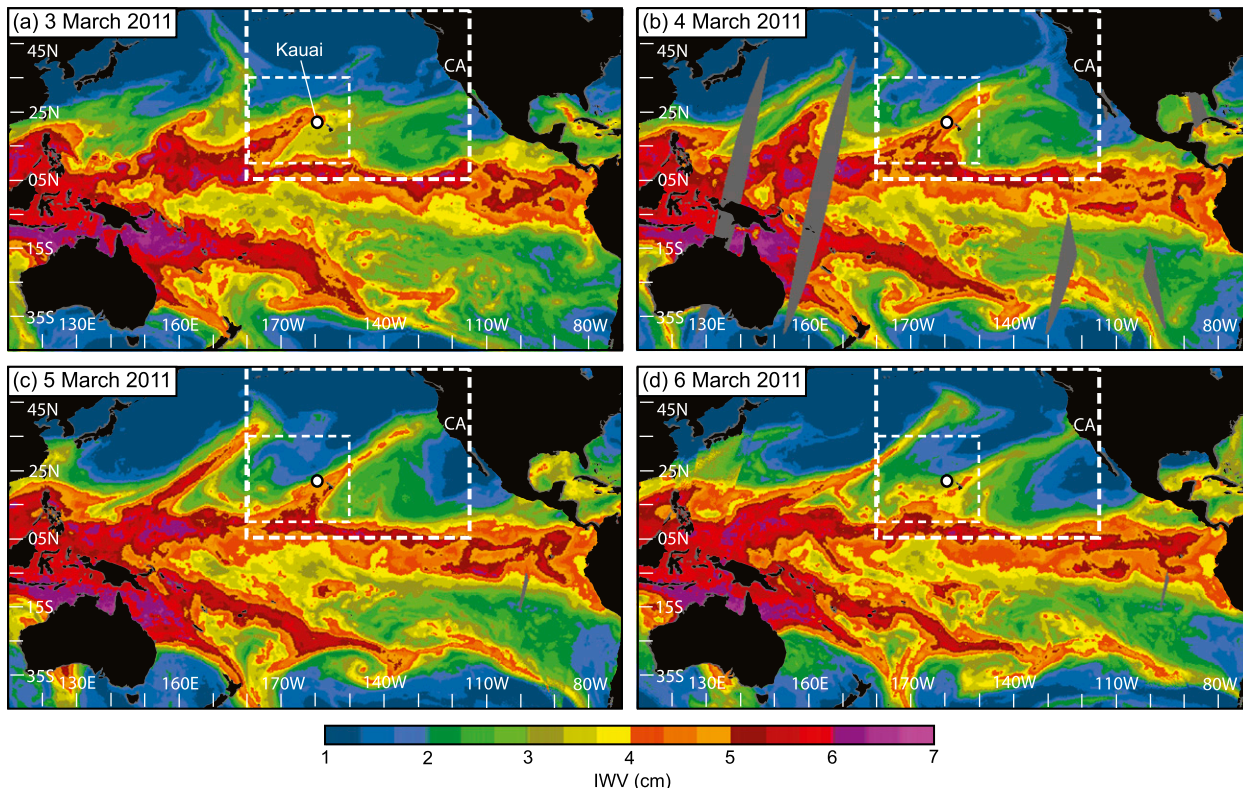 (a) 3 March 2011
45N
25N
05N
15S
35S
130E 160E 170W 140W 110W 80W
Kauai
CA
(b) 4 March 2011
45N
25N
05N
15S
35S
130E 160E 170W 140W 110W 80W
CA
(c) 5 March 2011
45N
25N
05N
15S
35S
130E 160E 170W 140W 110W 80W
CA
(d) 6 March 2011
45N
25N
05N
15S
35S
130E 160E 170W 140W 110W 80W
CA
1 2 3 4 5 6 7
IWV (cm)